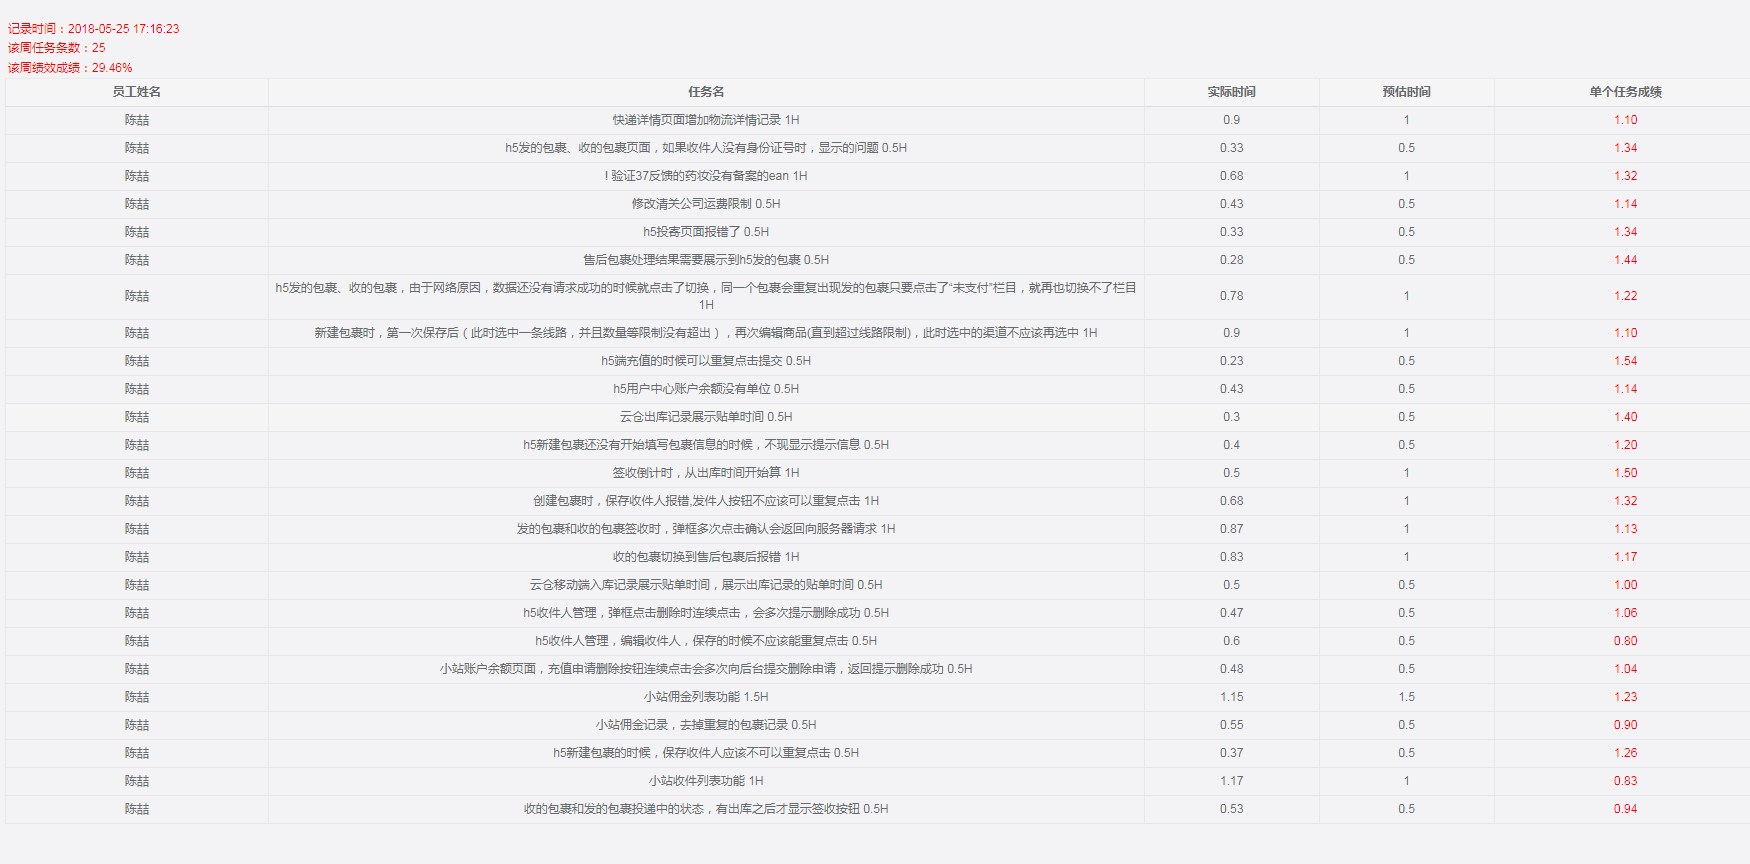 记录时间：2018-05-25 17:16:23
该周任务条数：25
该周绩效成绩：29.46%
员工姓名 任务名 实际时间 预估时间 单个任务成绩
陈喆 快递详情页面增加物流详情记录 1H 0.9 1 1.10
陈喆 h5发的包裹、收的包裹页面，如果收件人没有身份证号时，显示的问题 0.5H 0.33 0.5 1.34
陈喆 ! 验证37反馈的药妆没有备案的ean 1H 0.68 1 1.32
陈喆 修改清关公司运费限制 0.5H 0.43 0.5 1.14
陈喆 h5投寄页面报错了 0.5H 0.33 0.5 1.34
陈喆 售后包裹处理结果需要展示到h5发的包裹 0.5H 0.28 0.5 1.44
陈喆 h5发的包裹、收的包裹，由于网络原因，数据还没有请求成功的时候就点击了切换，同一个包裹会重复出现发的包裹只要点击了“未支付”栏目，就再也切换不了栏目
1H 0.78 1 1.22
陈喆 新建包裹时，第一次保存后（此时选中一条线路，并且数量等限制没有超出），再次编辑商品(直到超过线路限制)，此时选中的渠道不应该再选中 1H 0.9 1 1.10
陈喆 h5端充值的时候可以重复点击提交 0.5H 0.23 0.5 1.54
陈喆 h5用户中心账户余额没有单位 0.5H 0.43 0.5 1.14
陈喆 云仓出库记录展示贴单时间 0.5H 0.3 0.5 1.40
陈喆 h5新建包裹还没有开始填写包裹信息的时候，不现显示提示信息 0.5H 0.4 0.5 1.20
陈喆 签收倒计时，从出库时间开始算 1H 0.5 1 1.50
陈喆 创建包裹时，保存收件人报错,发件人按钮不应该可以重复点击 1H 0.68 1 1.32
陈喆 发的包裹和收的包裹签收时，弹框多次点击确认会返回向服务器请求 1H 0.87 1 1.13
陈喆 收的包裹切换到售后包裹后报错 1H 0.83 1 1.17
陈喆 云仓移动端入库记录展示贴单时间，展示出库记录的贴单时间 0.5H 0.5 0.5 1.00
陈喆 h5收件人管理，弹框点击删除时连续点击，会多次提示删除成功 0.5H 0.47 0.5 1.06
陈喆 h5收件人管理，编辑收件人，保存的时候不应该能重复点击 0.5H 0.6 0.5 0.80
陈喆 小站账户余额页面，充值申请删除按钮连续点击会多次向后台提交删除申请，返回提示删除成功 0.5H 0.48 0.5 1.04
陈喆 小站佣金列表功能 1.5H 1.15 1.5 1.23
陈喆 小站佣金记录，去掉重复的包裹记录 0.5H 0.55 0.5 0.90
陈喆 h5新建包裹的时候，保存收件人应该不可以重复点击 0.5H 0.37 0.5 1.26
陈喆 小站收件列表功能 1H 1.17 1 0.83
陈喆 收的包裹和发的包裹投递中的状态，有出库之后才显示签收按钮 0.5H 0.53 0.5 0.94